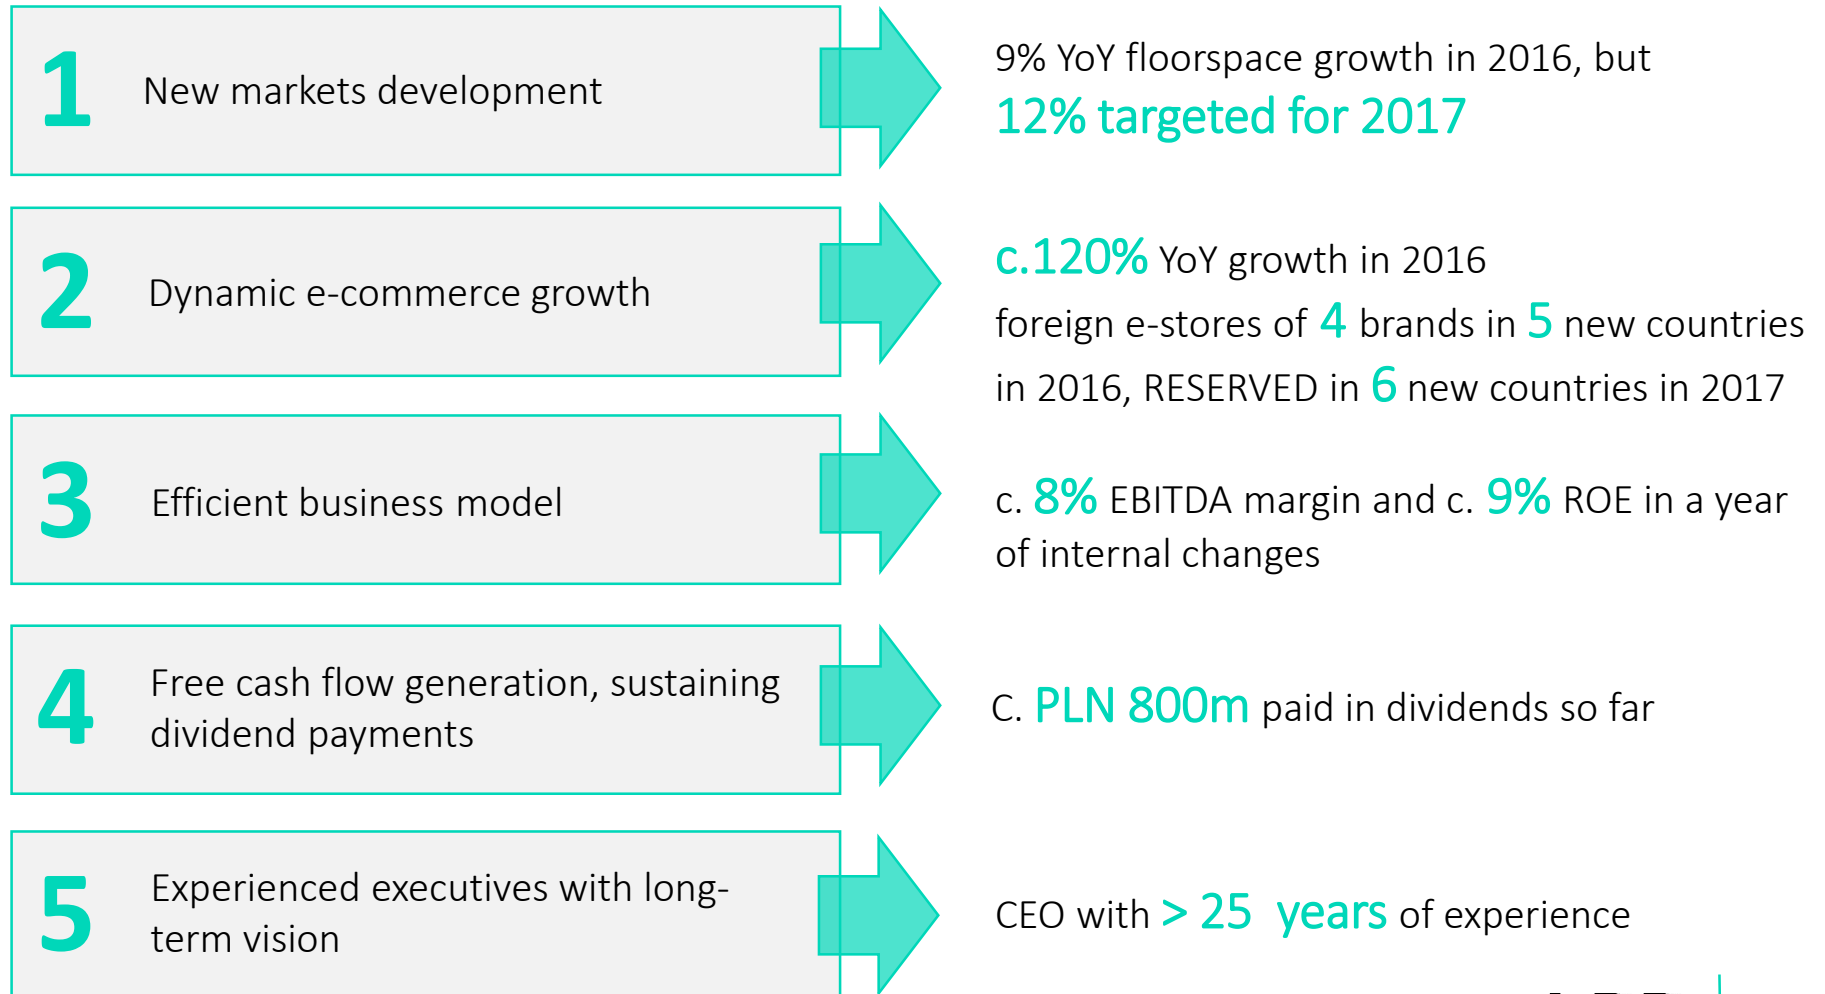 1
New markets development
9% YoY floorspace growth in 2016, but
12% targeted for 2017
2
Dynamic e-commerce growth
c.120% YoY growth in 2016
foreign e-stores of 4 brands in 5 new countries
in 2016, RESERVED in 6 new countries in 2017
3
Efficient business model
c. 8% EBITDA margin and c. 9% ROE in a year
of internal changes
4
Free cash flow generation, sustaining
dividend payments
C. PLN 800m paid in dividends so far
5
Experienced executives with long-
term vision
CEO with > 25 years of experience